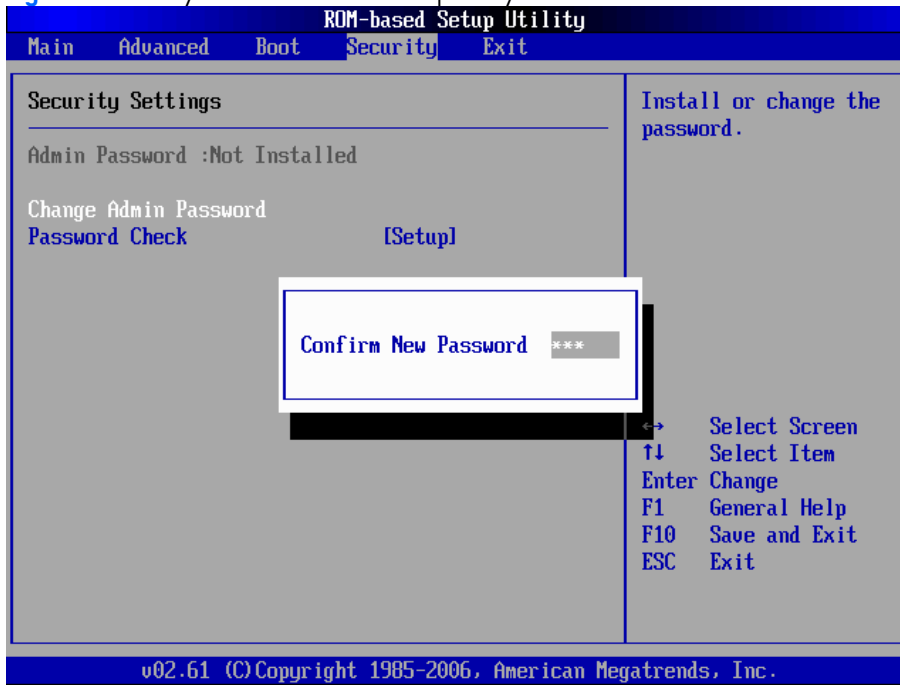 ROM-based Setup Utility
Main Advanced Boot Security Exit
Security Settings
Admin Password :Not Installed
Change Admin Password
Password Check [Setup]
Confirm New Password ***
Install or change the
password.
←→ Select Screen
↑↓ Select Item
Enter Change
F1 General Help
F10 Save and Exit
ESC Exit
v02.61 (C)Copyright 1985-2006, American Megatrends, Inc.